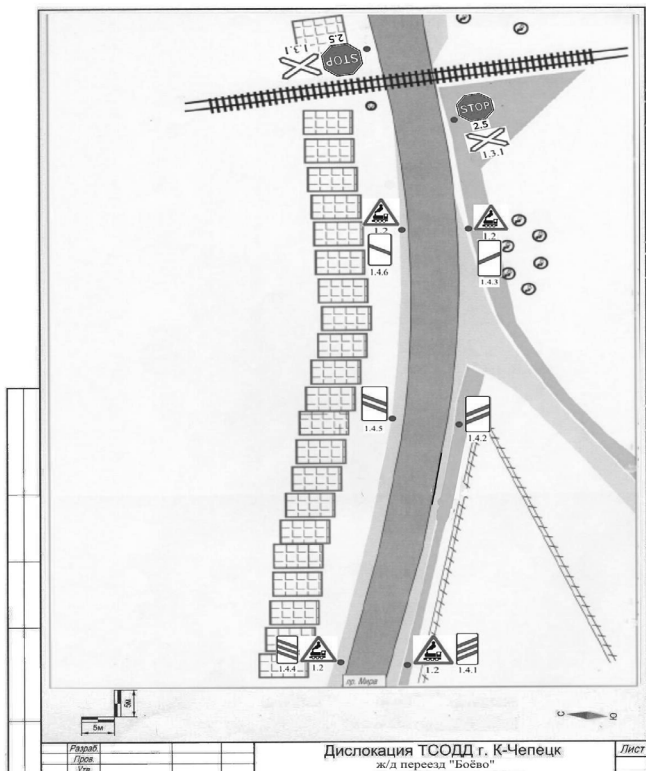 1.3.1
STOP
2.5
STOP
2.5
1.3.1
1.2
1.2
1.4.6
1.4.3
1.4.5
1.4.2
1.4.4
1.2
1.2
1.4.1
пр. Мира
5м
5м
С
Ю
Разраб.
Пров.
Утв.
Дислокация ТСОДД г. К-Чепецк
ж/д переезд "Боёво"
Лист